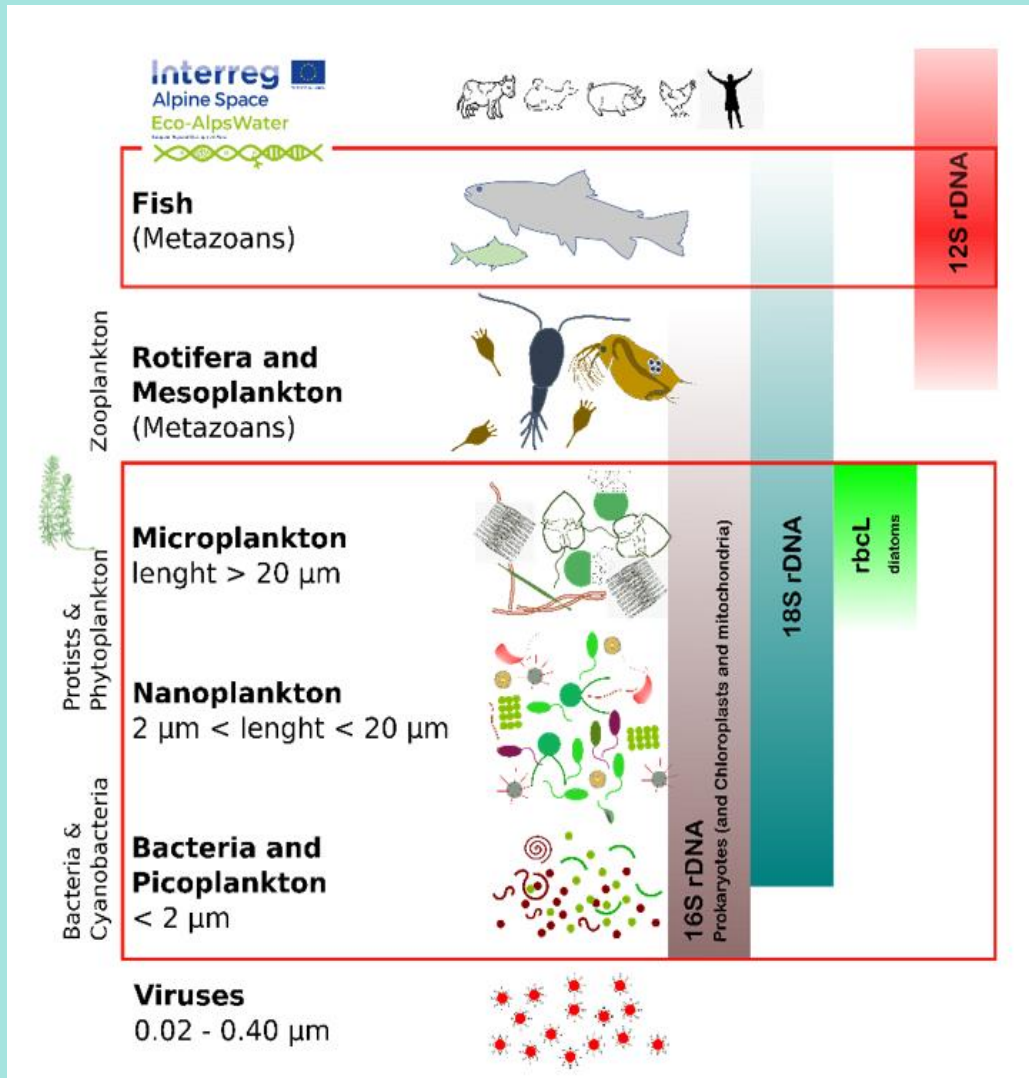 Interreg
Alpine Space
Eco-AlpsWater
Fish
(Metazoans)
12S rDNA
Zooplankton
Rotifera and
Mesoplankton
(Metazoans)
Protists &
Phytoplankton
Microplankton
lenght > 20 µm
rbcL
diatoms
18S rDNA
Nanoplankton
2 µm < lenght < 20 µm
16S rDNA
Prokaryotes (and Chloroplasts and mitochondria)
Bacteria &
Cyanobacteria
Bacteria and
Picoplankton
< 2 µm
Viruses
0.02 - 0.40 µm